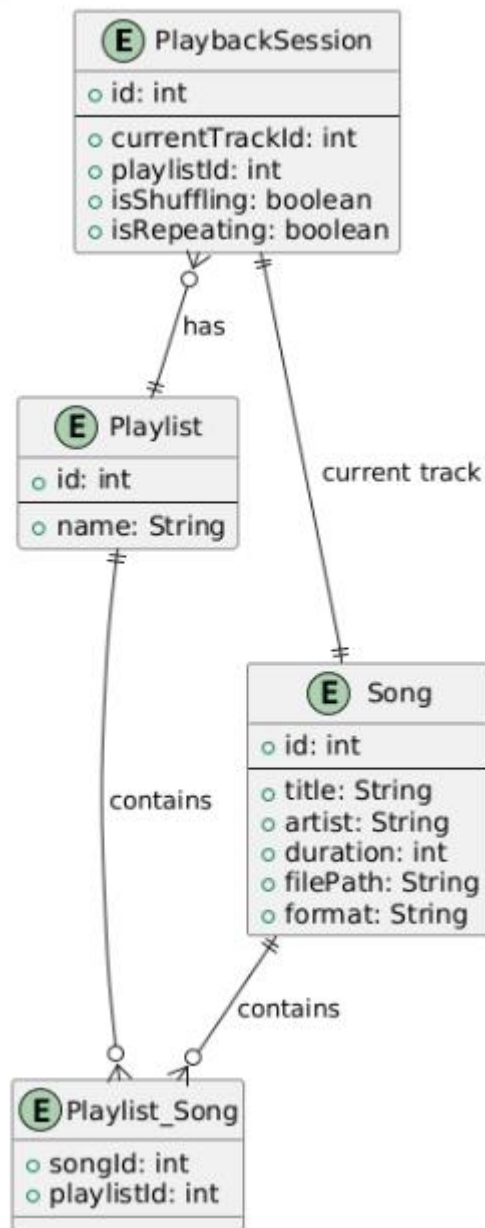 E PlaybackSession
id: int
currentTrackId: int
playlistId: int
isShuffling: boolean
isRepeating: boolean
has
E Playlist
id: int
name: String
current track
E Song
id: int
title: String
artist: String
duration: int
filePath: String
format: String
contains
contains
E Playlist_Song
songId: int
playlistId: int